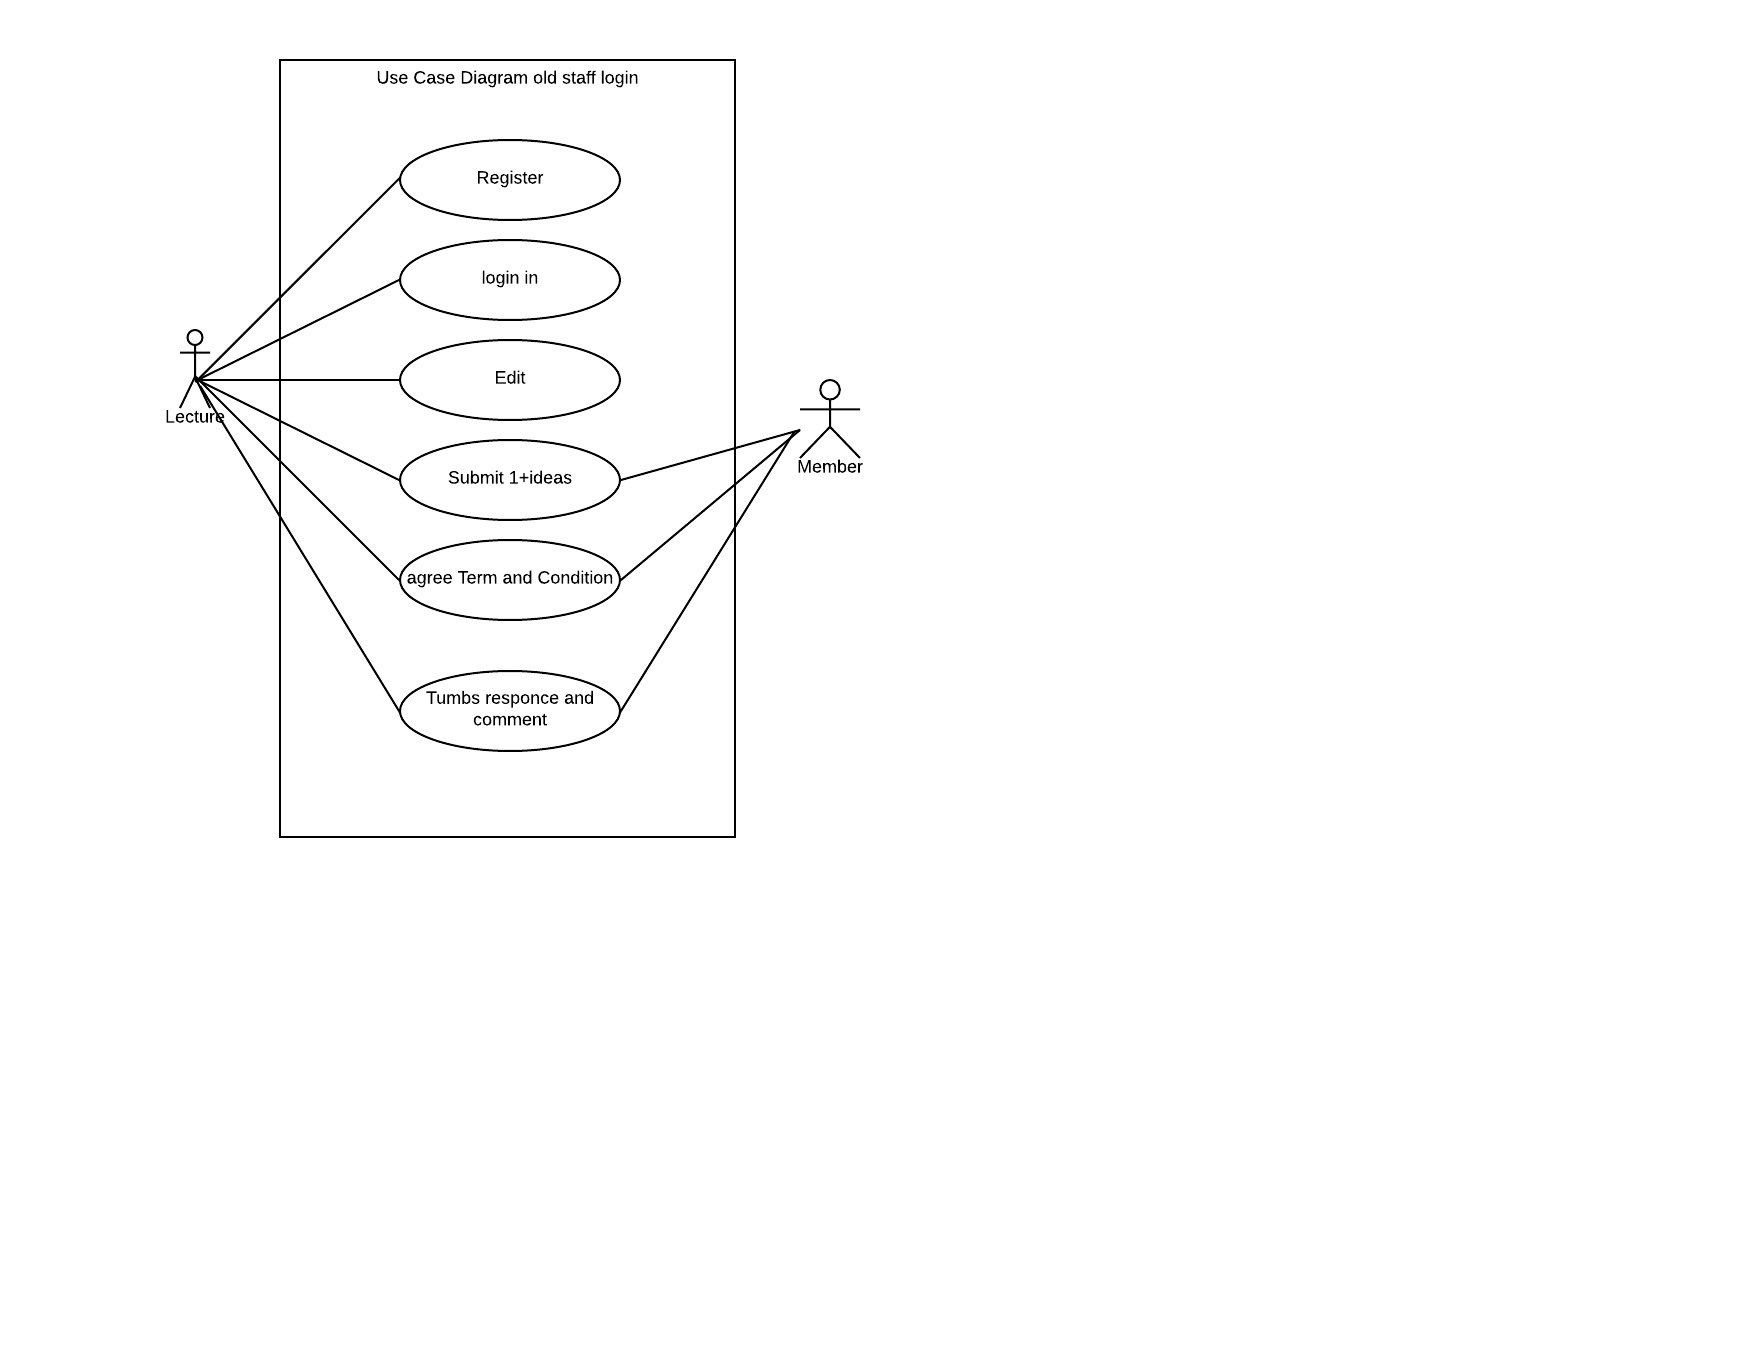 Use Case Diagram old staff login
Register
login in
Edit
Lecture
Submit 1+ideas
Member
agree Term and Condition
Tumbs responce and
comment